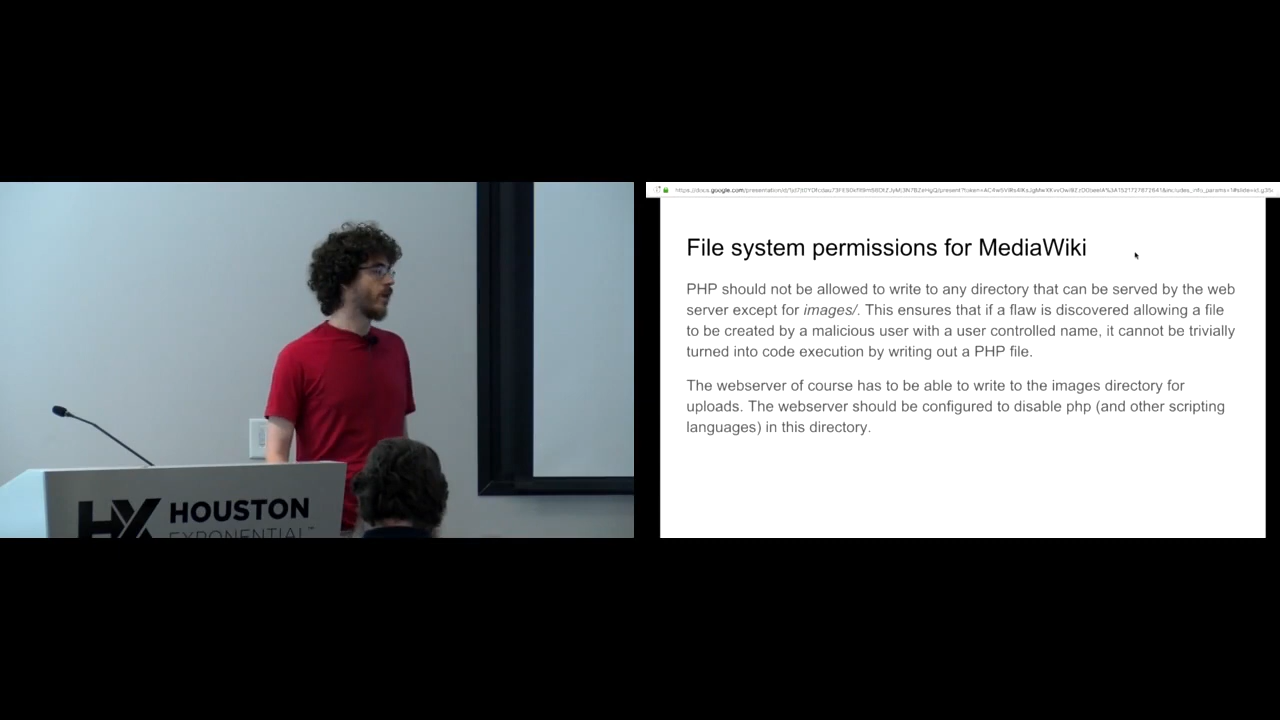 HX HOUSTON
EXPONENTIAL™
File system permissions for MediaWiki
PHP should not be allowed to write to any directory that can be served by the web
server except for images/. This ensures that if a flaw is discovered allowing a file
to be created by a malicious user with a user controlled name, it cannot be trivially
turned into code execution by writing out a PHP file.
The webserver of course has to be able to write to the images directory for
uploads. The webserver should be configured to disable php (and other scripting
languages) in this directory.